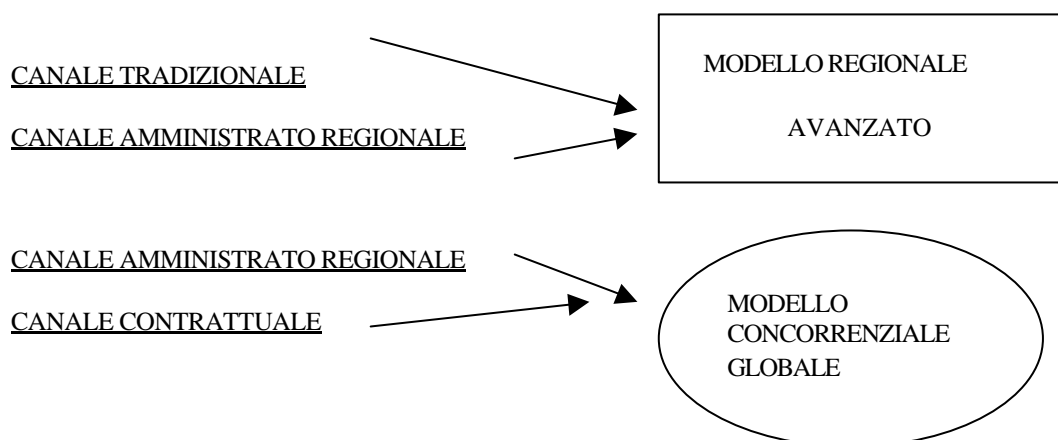 CANALE TRADIZIONALE
CANALE AMMINISTRATO REGIONALE
MODELLO REGIONALE
AVANZATO
CANALE AMMINISTRATO REGIONALE
CANALE CONTRATTUALE
MODELLO
CONCORRENZIALE
GLOBALE